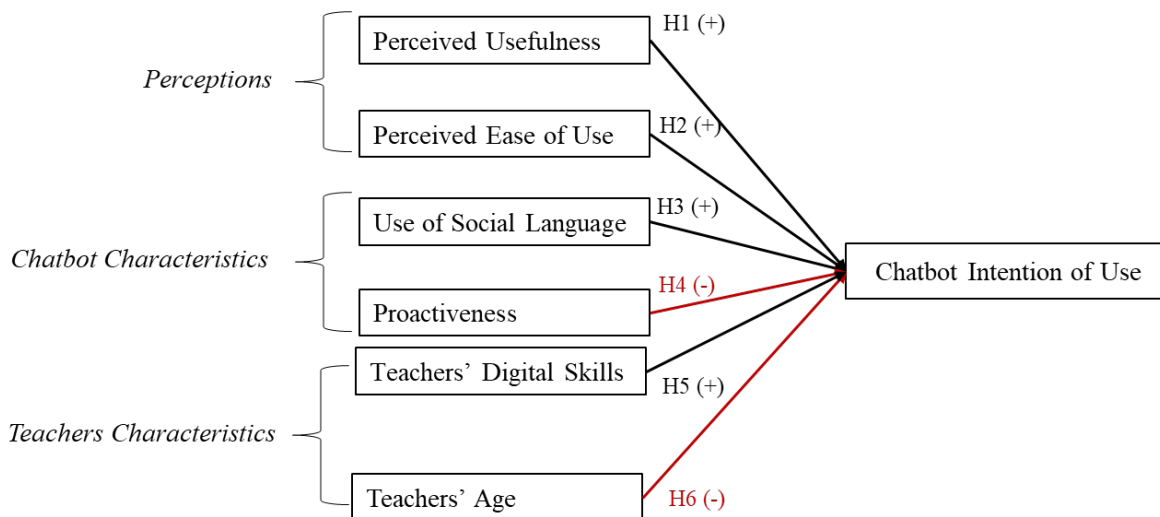 H1 (+)
Perceived Usefulness
Perceptions
H2 (+)
Perceived Ease of Use
H3 (+)
Use of Social Language
Chatbot Characteristics
Chatbot Intention of Use
H4 (-)
Proactiveness
Teachers’ Digital Skills
H5 (+)
Teachers Characteristics
Teachers’ Age
H6 (-)